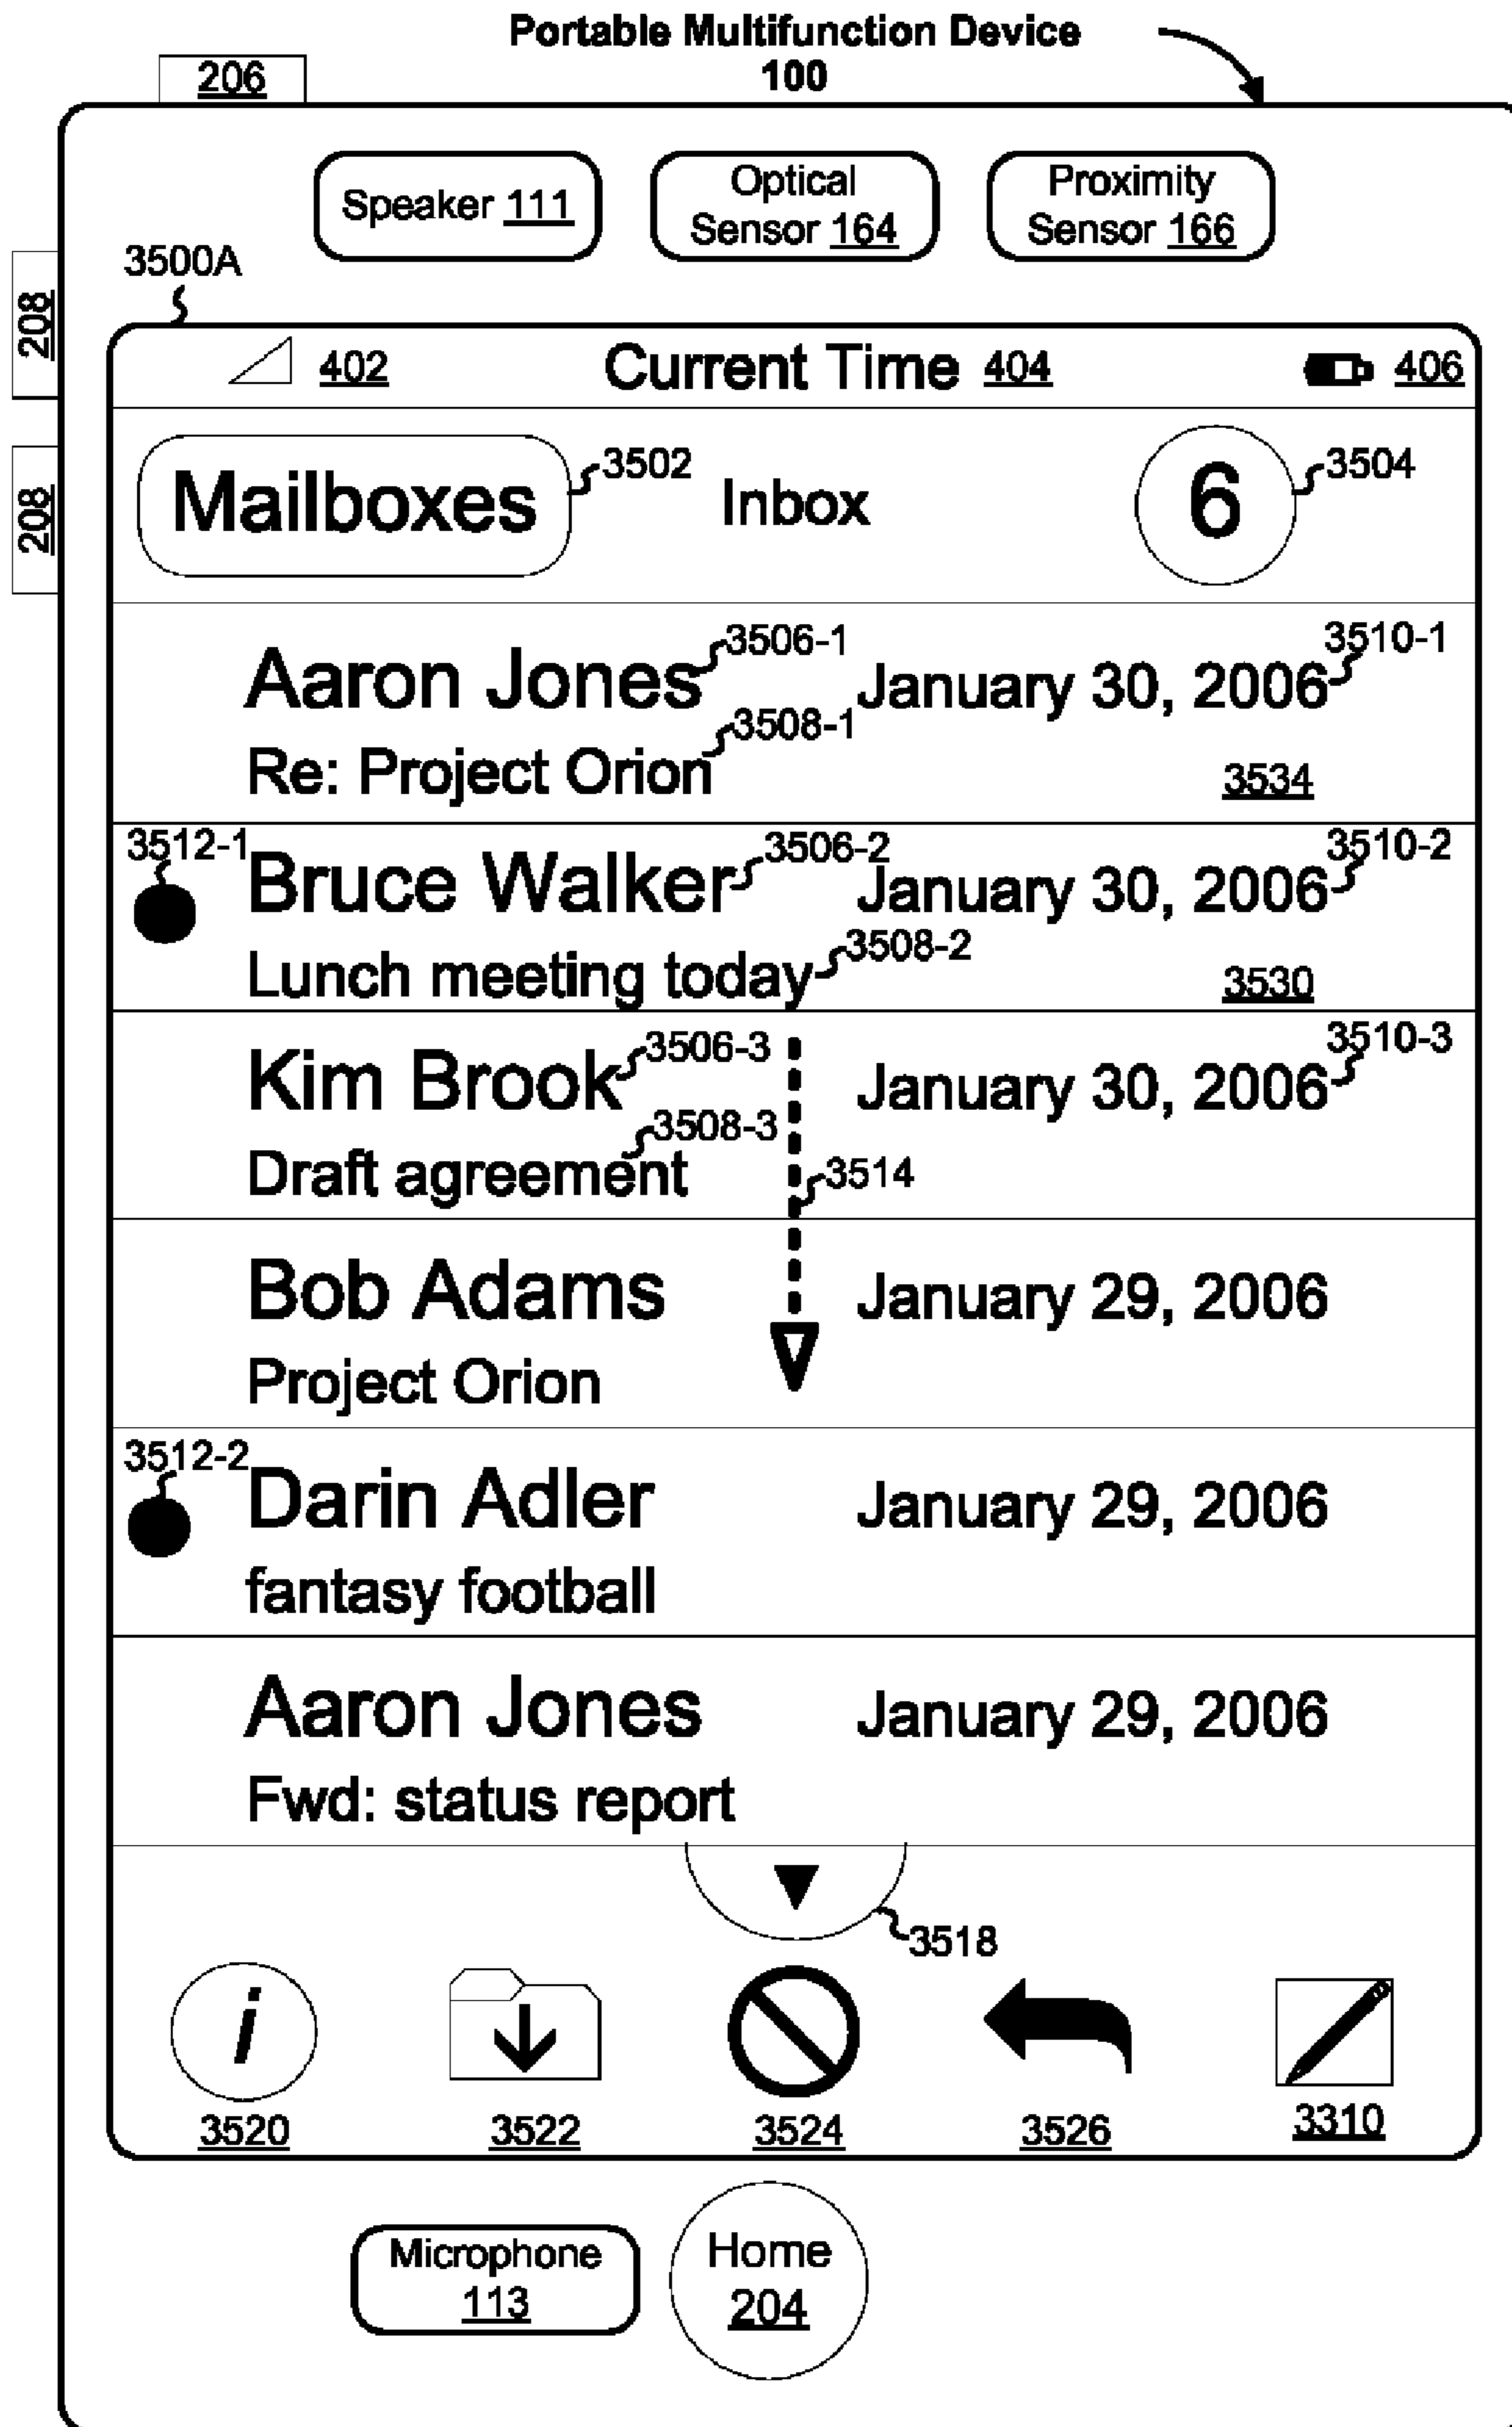 Portable Multifunction Device
100
206
Speaker 111
Optical
Sensor 164
Proximity
Sensor 166
208
208
3500A
402
Current Time 404
406
Mailboxes
3502
Inbox
6
3504
Aaron Jones
3506-1
January 30, 2006
3510-1
Re: Project Orion
3508-1
3534
3512-1
Bruce Walker
3506-2
January 30, 2006
3510-2
Lunch meeting today
3508-2
3530
Kim Brook
3506-3
January 30, 2006
3510-3
Draft agreement
3508-3
3514
Bob Adams
January 29, 2006
Project Orion
3512-2
Darin Adler
January 29, 2006
fantasy football
Aaron Jones
January 29, 2006
Fwd: status report
3518
i
3520
3522
3524
3526
3310
Microphone
113
Home
204